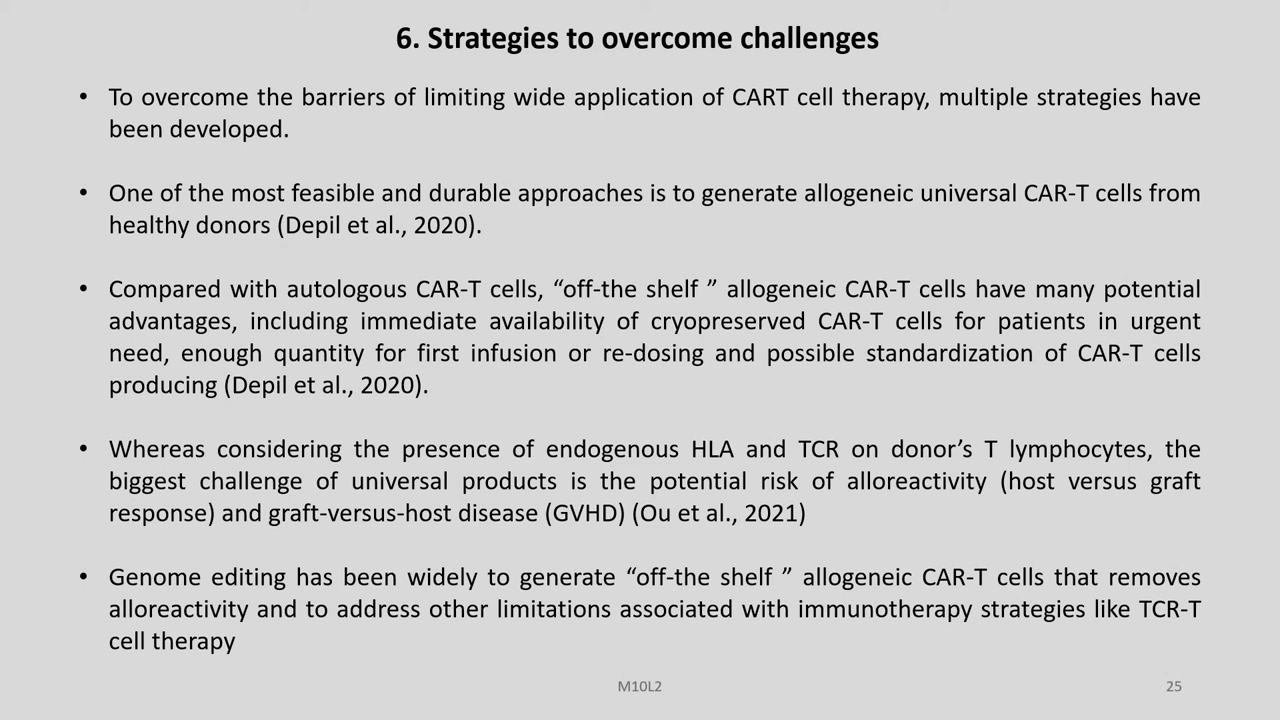 6. Strategies to overcome challenges
• To overcome the barriers of limiting wide application of CART cell therapy, multiple strategies have
been developed.
• One of the most feasible and durable approaches is to generate allogeneic universal CAR-T cells from
healthy donors (Depil et al., 2020).
• Compared with autologous CAR-T cells, “off-the shelf ” allogeneic CAR-T cells have many potential
advantages, including immediate availability of cryopreserved CAR-T cells for patients in urgent
need, enough quantity for first infusion or re-dosing and possible standardization of CAR-T cells
producing (Depil et al., 2020).
• Whereas considering the presence of endogenous HLA and TCR on donor’s T lymphocytes, the
biggest challenge of universal products is the potential risk of alloreactivity (host versus graft
response) and graft-versus-host disease (GVHD) (Ou et al., 2021)
• Genome editing has been widely to generate “off-the shelf ” allogeneic CAR-T cells that removes
alloreactivity and to address other limitations associated with immunotherapy strategies like TCR-T
cell therapy
M10L2
25